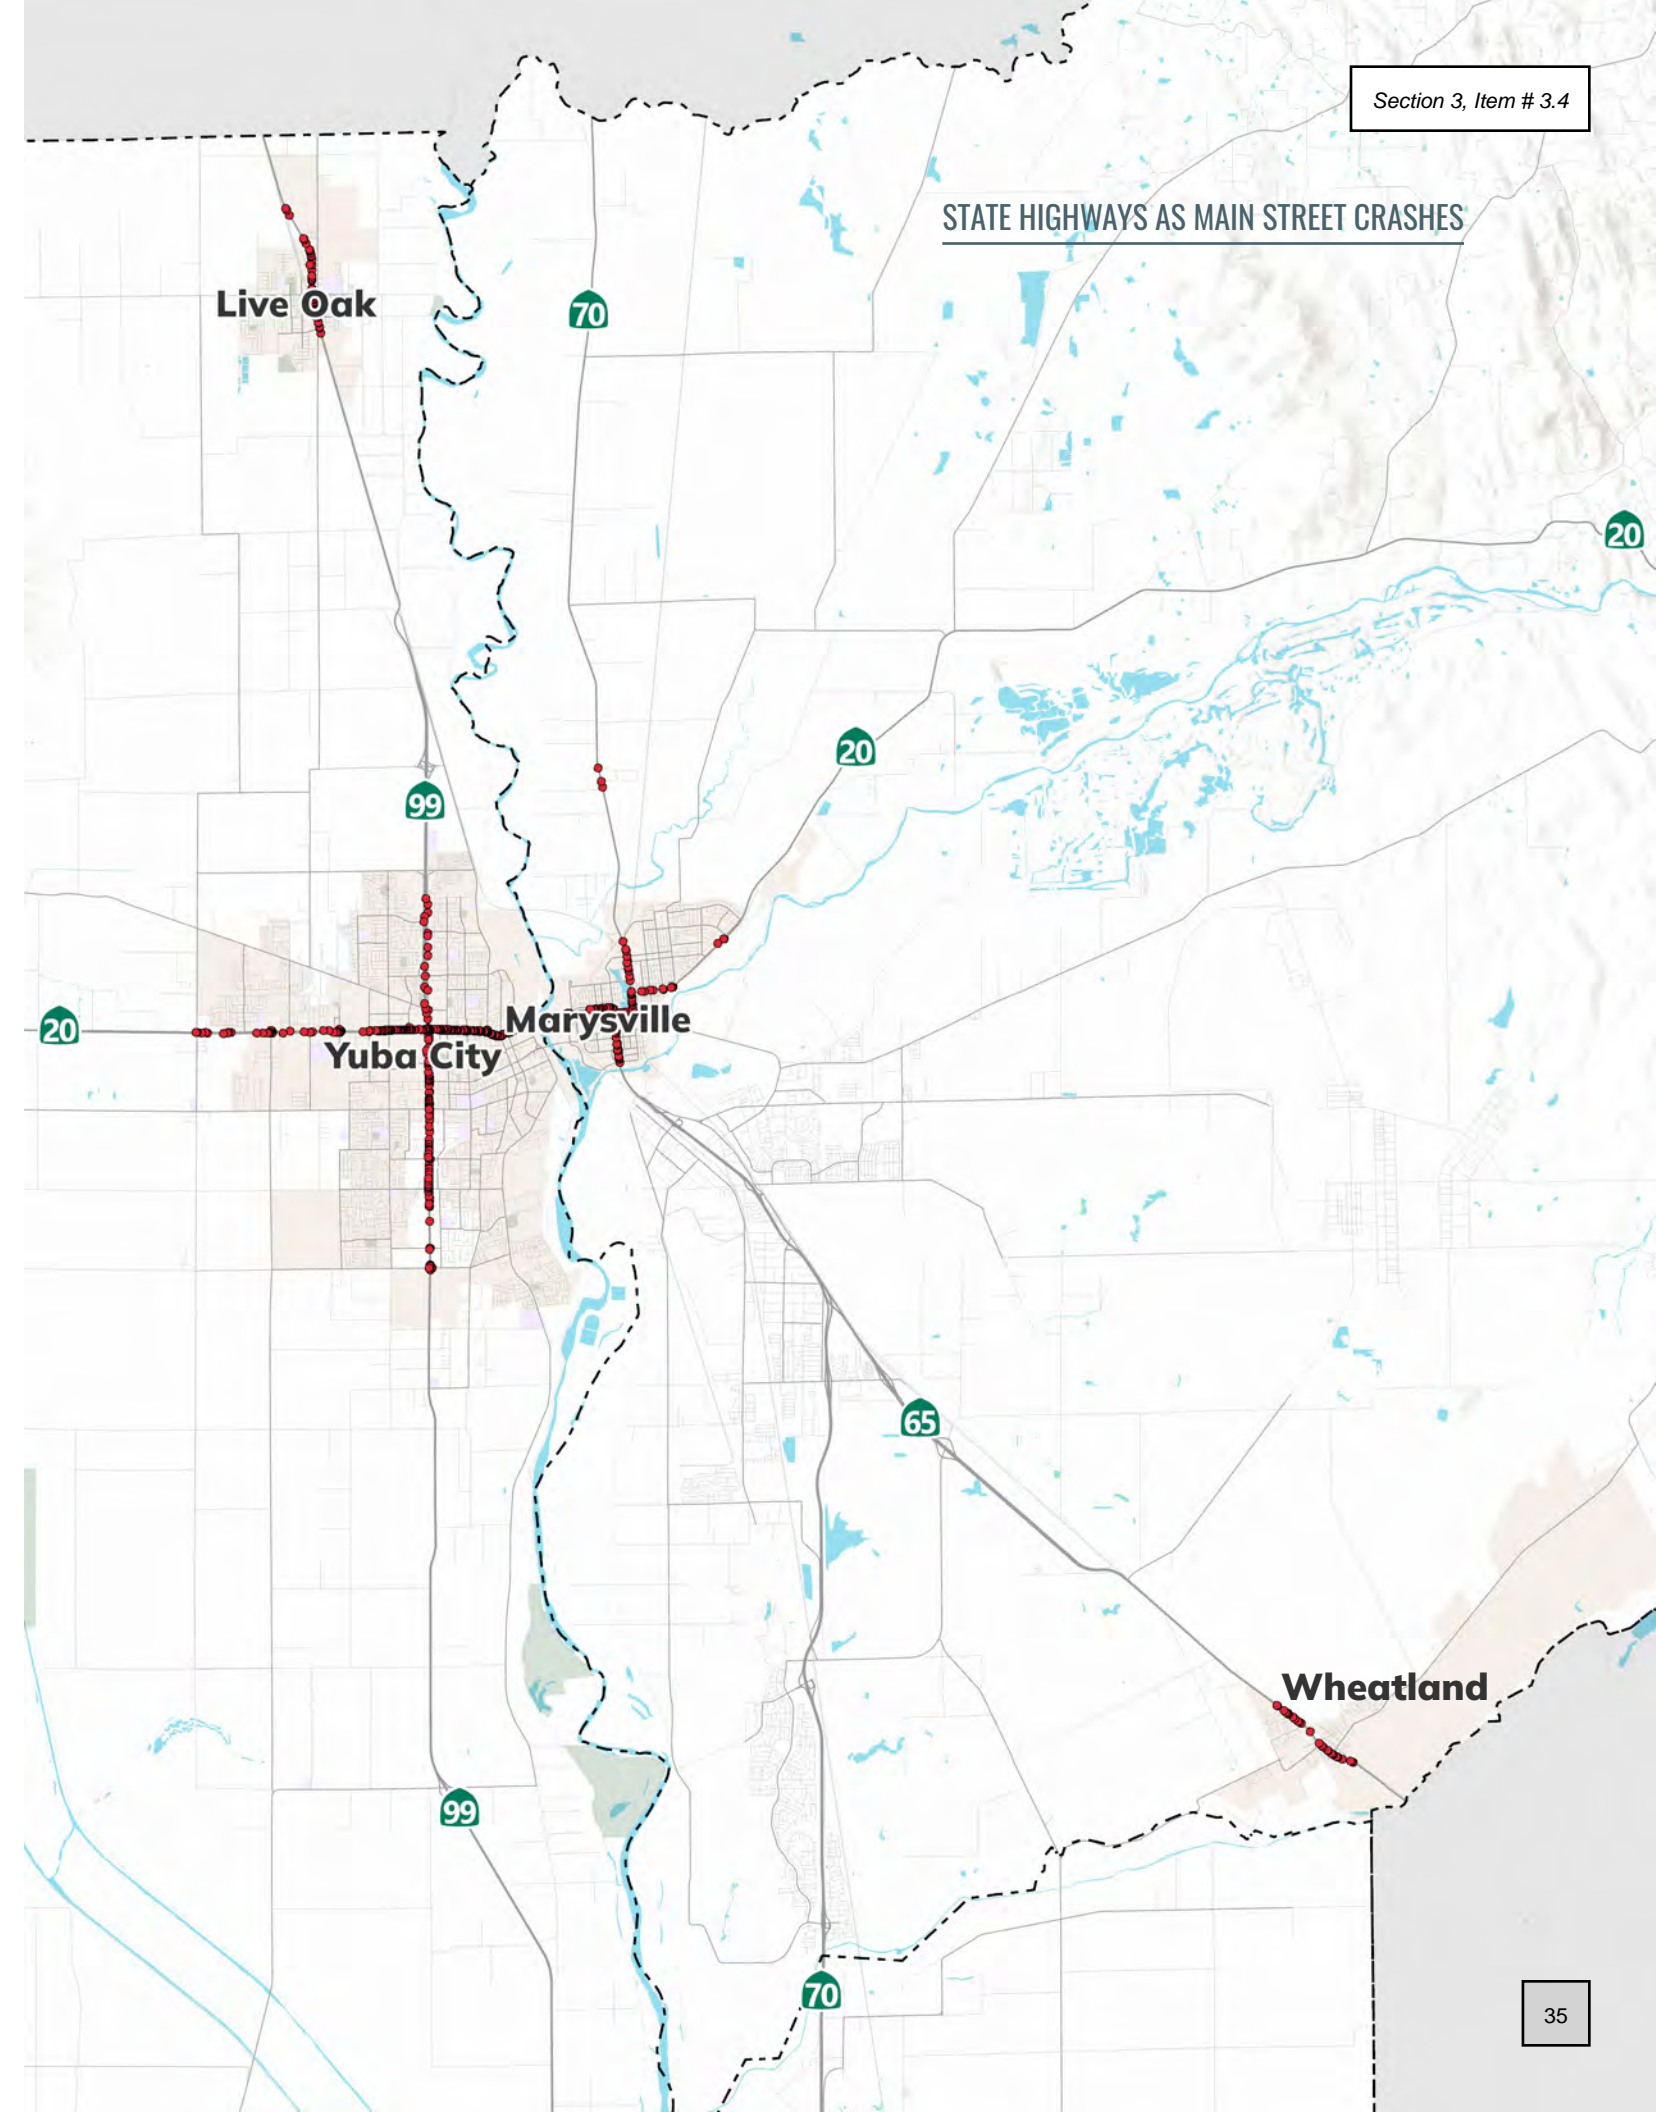 Section 3, Item # 3.4
STATE HIGHWAYS AS MAIN STREET CRASHES
Live Oak
70
20
20
99
20
Marysville
Yuba City
65
Wheatland
99
70
35